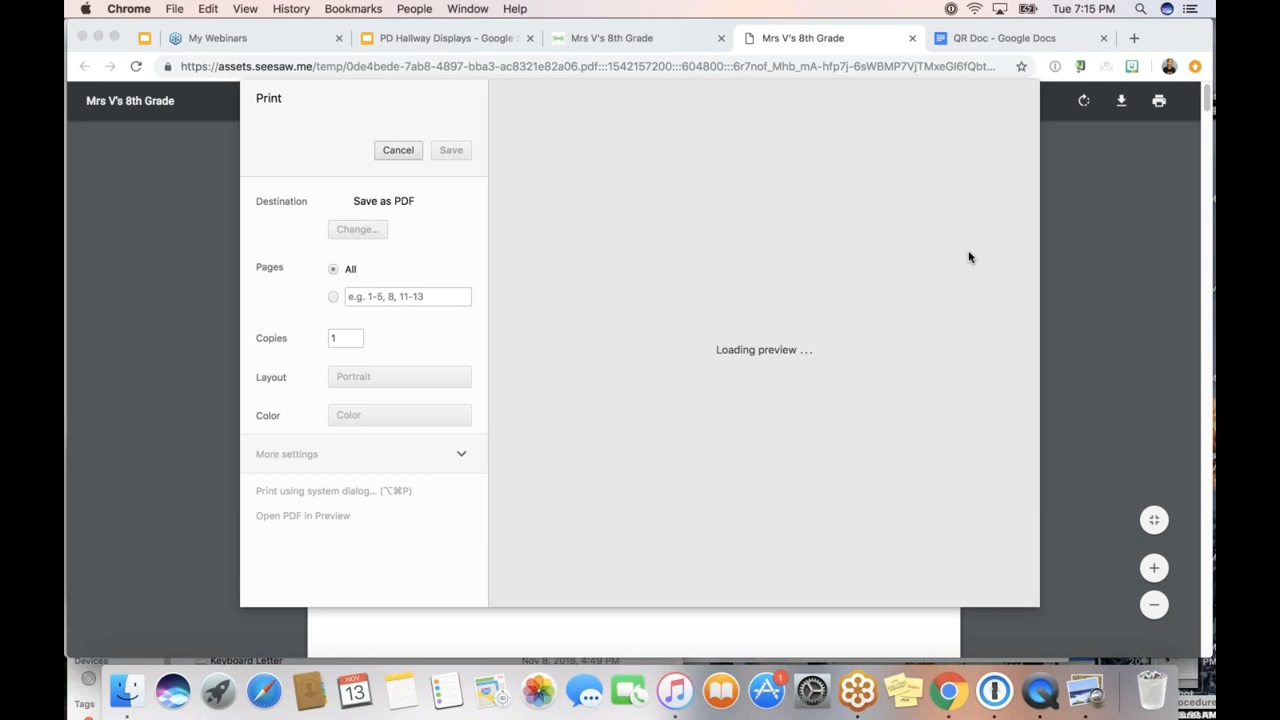 Chrome File Edit View History Bookmarks People Window Help Tue 7:15 PM
My Webinars PD Hallway Displays - Google Mrs V's 8th Grade Mrs V's 8th Grade QR Doc - Google Docs
https://assets.seesaw.me/temp/0de4bede-7ab8-4897-bba3-ac8321e82a06.pdf:::1542157200:::604800:::6r7nof_Mhb_mA-hfp7j-6sWBMP7VjTMxeGI6fQbt...
Mrs V's 8th Grade
Print
Cancel Save
Destination Save as PDF
Change...
Pages All
e.g. 1-5, 8, 11-13
Copies 1
Loading preview ...
Layout Portrait
Color Color
More settings
Print using system dialog... (⌥⌘P)
Open PDF in Preview
Devices Keyboard Letter Nov 8, 2018, 4:49 PM
NOV
13
1
Tags